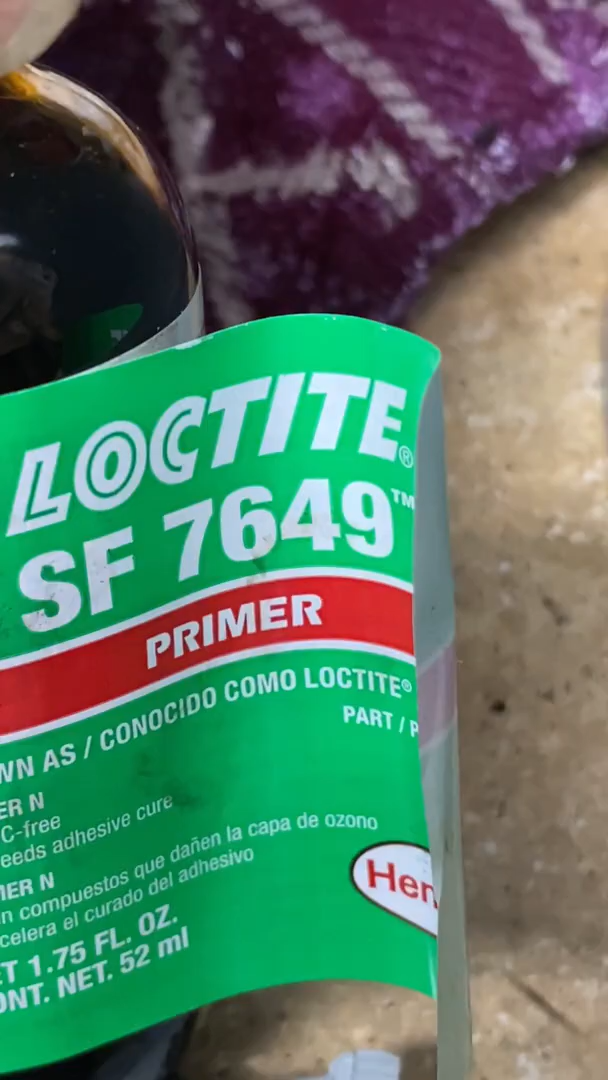 LOCTITE®
SF 7649™
PRIMER
WN AS / CONOCIDO COMO LOCTITE®
PART / P
ER N
C-free
eeds adhesive cure
MER N
n compuestos que dañen la capa de ozono
celera el curado del adhesivo
ET 1.75 FL. OZ.
ONT. NET. 52 ml
Hen